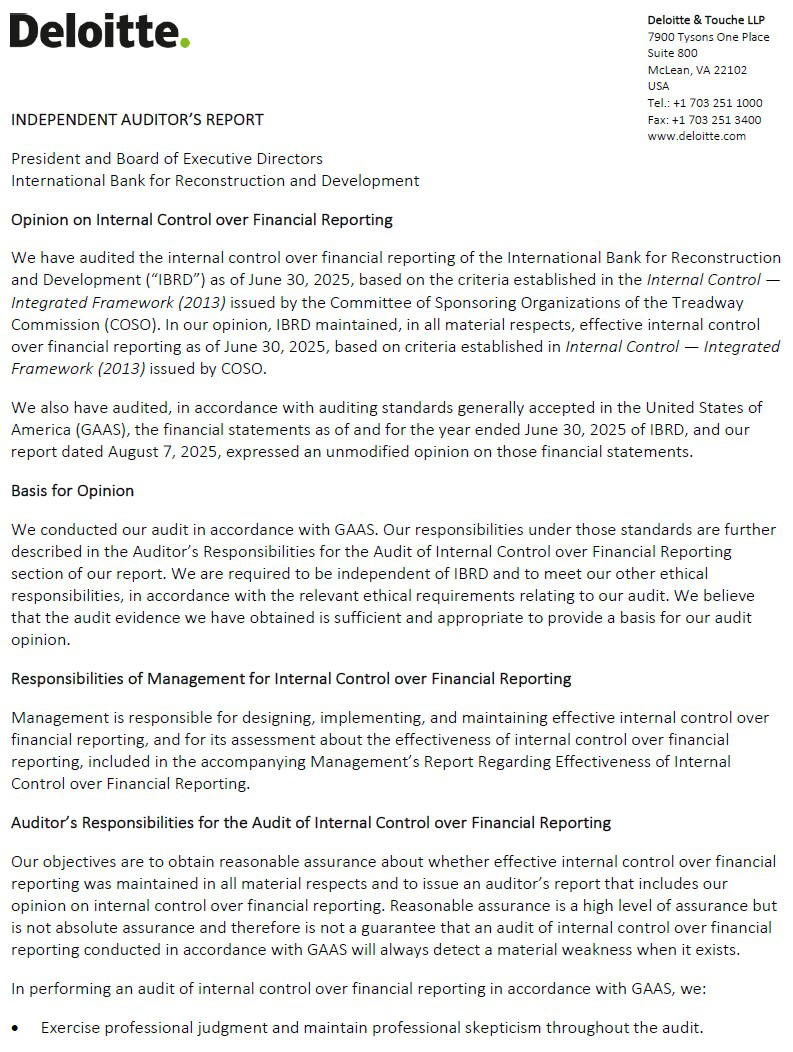 Deloitte.
Deloitte & Touche LLP
7900 Tysons One Place
Suite 800
McLean, VA 22102
USA
Tel.: +1 703 251 1000
Fax: +1 703 251 3400
www.deloitte.com
INDEPENDENT AUDITOR’S REPORT
President and Board of Executive Directors
International Bank for Reconstruction and Development
Opinion on Internal Control over Financial Reporting
We have audited the internal control over financial reporting of the International Bank for Reconstruction
and Development (“IBRD”) as of June 30, 2025, based on the criteria established in the Internal Control —
Integrated Framework (2013) issued by the Committee of Sponsoring Organizations of the Treadway
Commission (COSO). In our opinion, IBRD maintained, in all material respects, effective internal control
over financial reporting as of June 30, 2025, based on criteria established in Internal Control — Integrated
Framework (2013) issued by COSO.
We also have audited, in accordance with auditing standards generally accepted in the United States of
America (GAAS), the financial statements as of and for the year ended June 30, 2025 of IBRD, and our
report dated August 7, 2025, expressed an unmodified opinion on those financial statements.
Basis for Opinion
We conducted our audit in accordance with GAAS. Our responsibilities under those standards are further
described in the Auditor’s Responsibilities for the Audit of Internal Control over Financial Reporting
section of our report. We are required to be independent of IBRD and to meet our other ethical
responsibilities, in accordance with the relevant ethical requirements relating to our audit. We believe
that the audit evidence we have obtained is sufficient and appropriate to provide a basis for our audit
opinion.
Responsibilities of Management for Internal Control over Financial Reporting
Management is responsible for designing, implementing, and maintaining effective internal control over
financial reporting, and for its assessment about the effectiveness of internal control over financial
reporting, included in the accompanying Management’s Report Regarding Effectiveness of Internal
Control over Financial Reporting.
Auditor’s Responsibilities for the Audit of Internal Control over Financial Reporting
Our objectives are to obtain reasonable assurance about whether effective internal control over financial
reporting was maintained in all material respects and to issue an auditor’s report that includes our
opinion on internal control over financial reporting. Reasonable assurance is a high level of assurance but
is not absolute assurance and therefore is not a guarantee that an audit of internal control over financial
reporting conducted in accordance with GAAS will always detect a material weakness when it exists.
In performing an audit of internal control over financial reporting in accordance with GAAS, we:
• Exercise professional judgment and maintain professional skepticism throughout the audit.